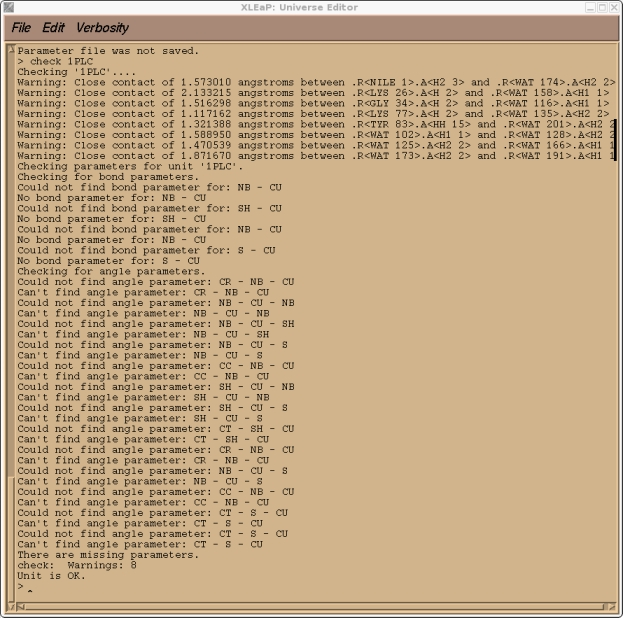 XLEaP: Universe Editor
File Edit Verbosity
Parameter file was not saved.
> check 1PLC
Checking '1PLC'....
Warning: Close contact of 1.573010 angstroms between .R<NILE 1>.A<H2 3> and .R<WAT 174>.A<H2 2>
Warning: Close contact of 2.133215 angstroms between .R<LYS 26>.A<H 2> and .R<WAT 158>.A<H1 1>
Warning: Close contact of 1.516298 angstroms between .R<GLY 34>.A<H 2> and .R<WAT 116>.A<H1 1>
Warning: Close contact of 1.117162 angstroms between .R<LYS 77>.A<H 2> and .R<WAT 135>.A<H2 2>
Warning: Close contact of 1.321388 angstroms between .R<TYR 83>.A<HH 15> and .R<WAT 201>.A<H2 2
Warning: Close contact of 1.588950 angstroms between .R<WAT 102>.A<H1 1> and .R<WAT 128>.A<H2 2
Warning: Close contact of 1.470539 angstroms between .R<WAT 125>.A<H2 2> and .R<WAT 166>.A<H1 1
Warning: Close contact of 1.871670 angstroms between .R<WAT 173>.A<H2 2> and .R<WAT 191>.A<H1 1
Checking parameters for unit '1PLC'.
Checking for bond parameters.
Could not find bond parameter for: NB - CU
No bond parameter for: NB - CU
Could not find bond parameter for: SH - CU
No bond parameter for: SH - CU
Could not find bond parameter for: NB - CU
No bond parameter for: NB - CU
Could not find bond parameter for: S - CU
No bond parameter for: S - CU
Checking for angle parameters.
Could not find angle parameter: CR - NB - CU
Can't find angle parameter: CR - NB - CU
Could not find angle parameter: NB - CU - NB
Can't find angle parameter: NB - CU - NB
Could not find angle parameter: NB - CU - SH
Can't find angle parameter: NB - CU - SH
Could not find angle parameter: NB - CU - S
Can't find angle parameter: NB - CU - S
Could not find angle parameter: CC - NB - CU
Can't find angle parameter: CC - NB - CU
Could not find angle parameter: SH - CU - NB
Can't find angle parameter: SH - CU - NB
Could not find angle parameter: SH - CU - S
Can't find angle parameter: SH - CU - S
Could not find angle parameter: CT - SH - CU
Can't find angle parameter: CT - SH - CU
Could not find angle parameter: CR - NB - CU
Can't find angle parameter: CR - NB - CU
Could not find angle parameter: NB - CU - S
Can't find angle parameter: NB - CU - S
Could not find angle parameter: CC - NB - CU
Can't find angle parameter: CC - NB - CU
Could not find angle parameter: CT - S - CU
Can't find angle parameter: CT - S - CU
Could not find angle parameter: CT - S - CU
Can't find angle parameter: CT - S - CU
There are missing parameters.
check: Warnings: 8
Unit is OK.
>